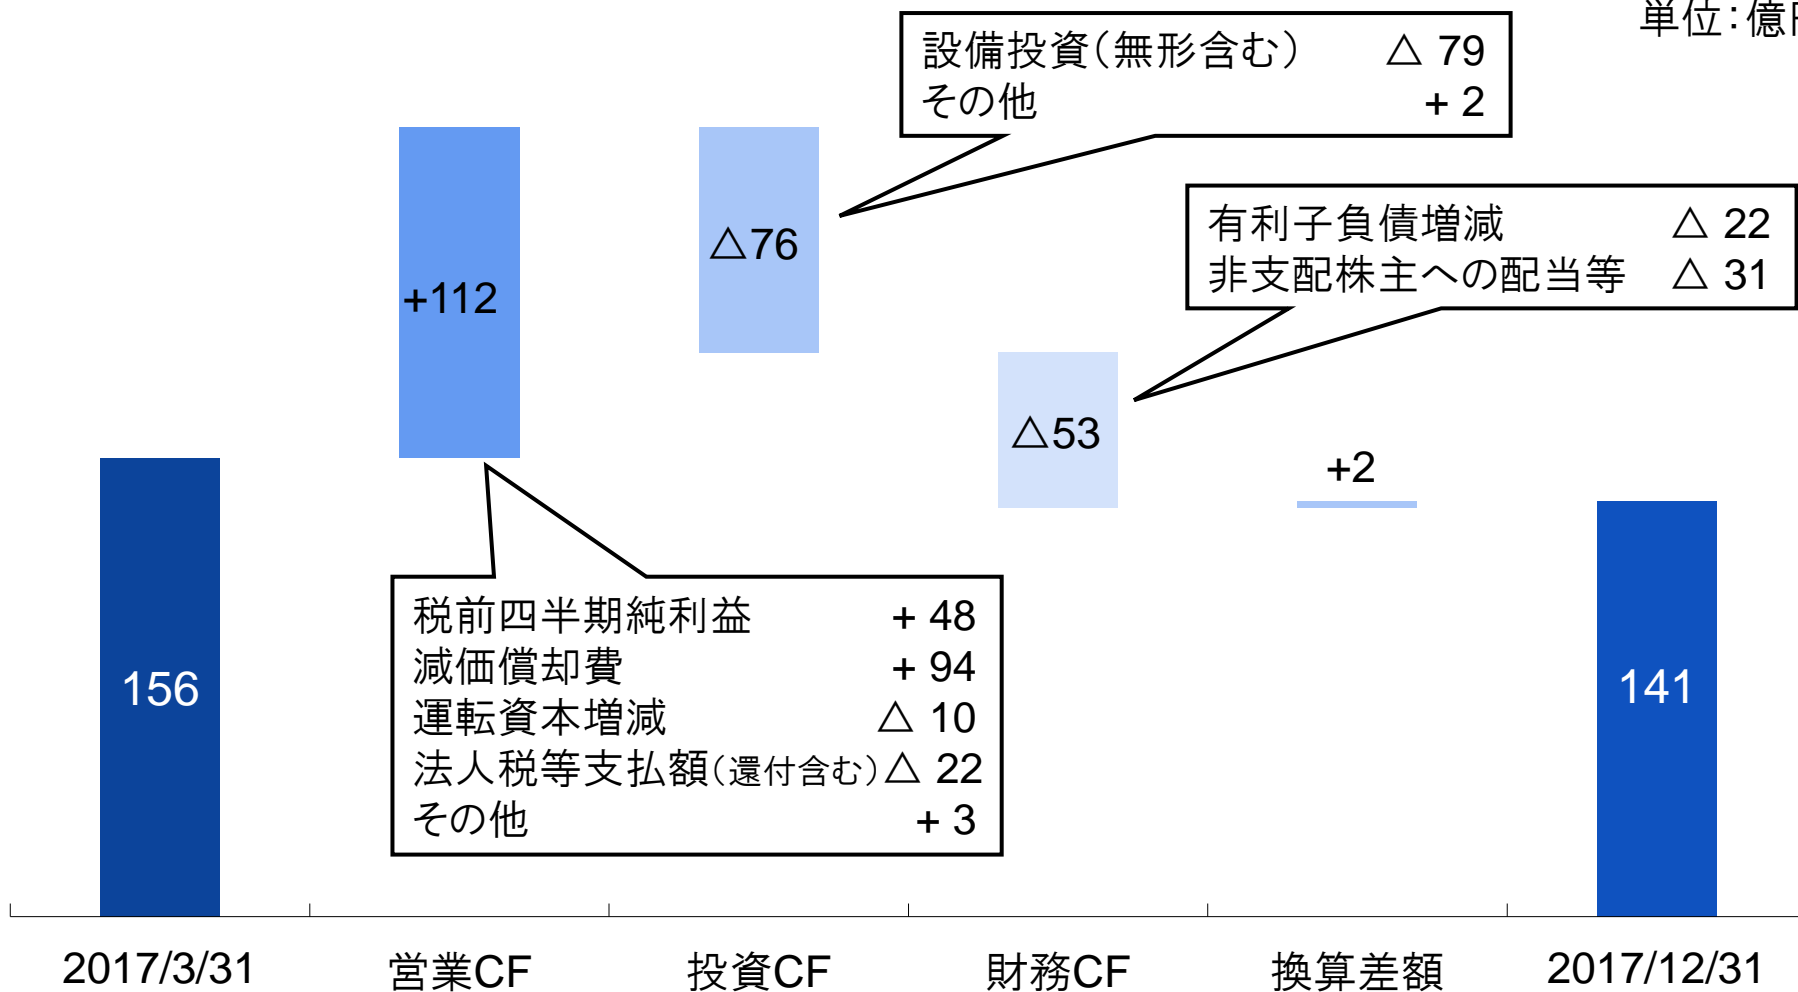 単位：億
設備投資（無形含む） △ 79
その他 + 2
有利子負債増減 △ 22
非支配株主への配当等 △ 31
+112
△76
△53
+2
156
141
税前四半期純利益 + 48
減価償却費 + 94
運転資本増減 △ 10
法人税等支払額（還付含む）△ 22
その他 + 3
2017/3/31 営業CF 投資CF 財務CF 換算差額 2017/12/31